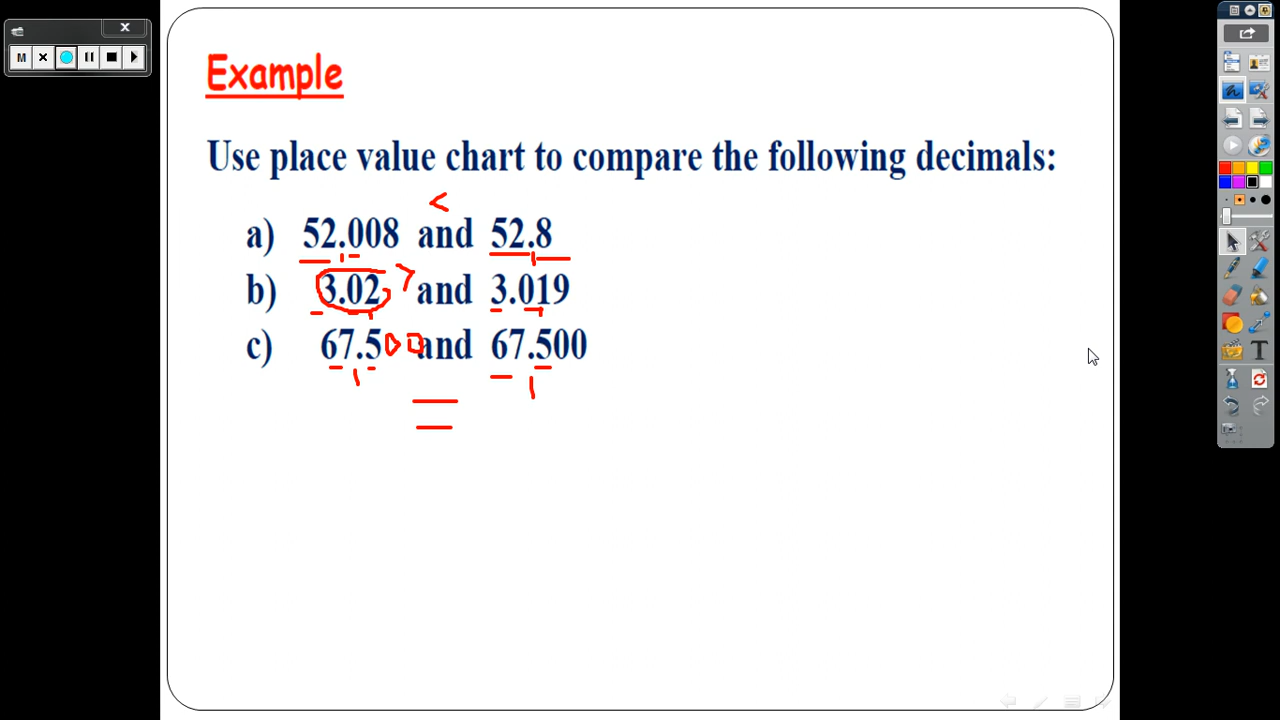 M
Example
Use place value chart to compare the following decimals:
<
a) 52.008 and 52.8
b) 3.02 > and 3.019
c) 67.500 and 67.500
=
T